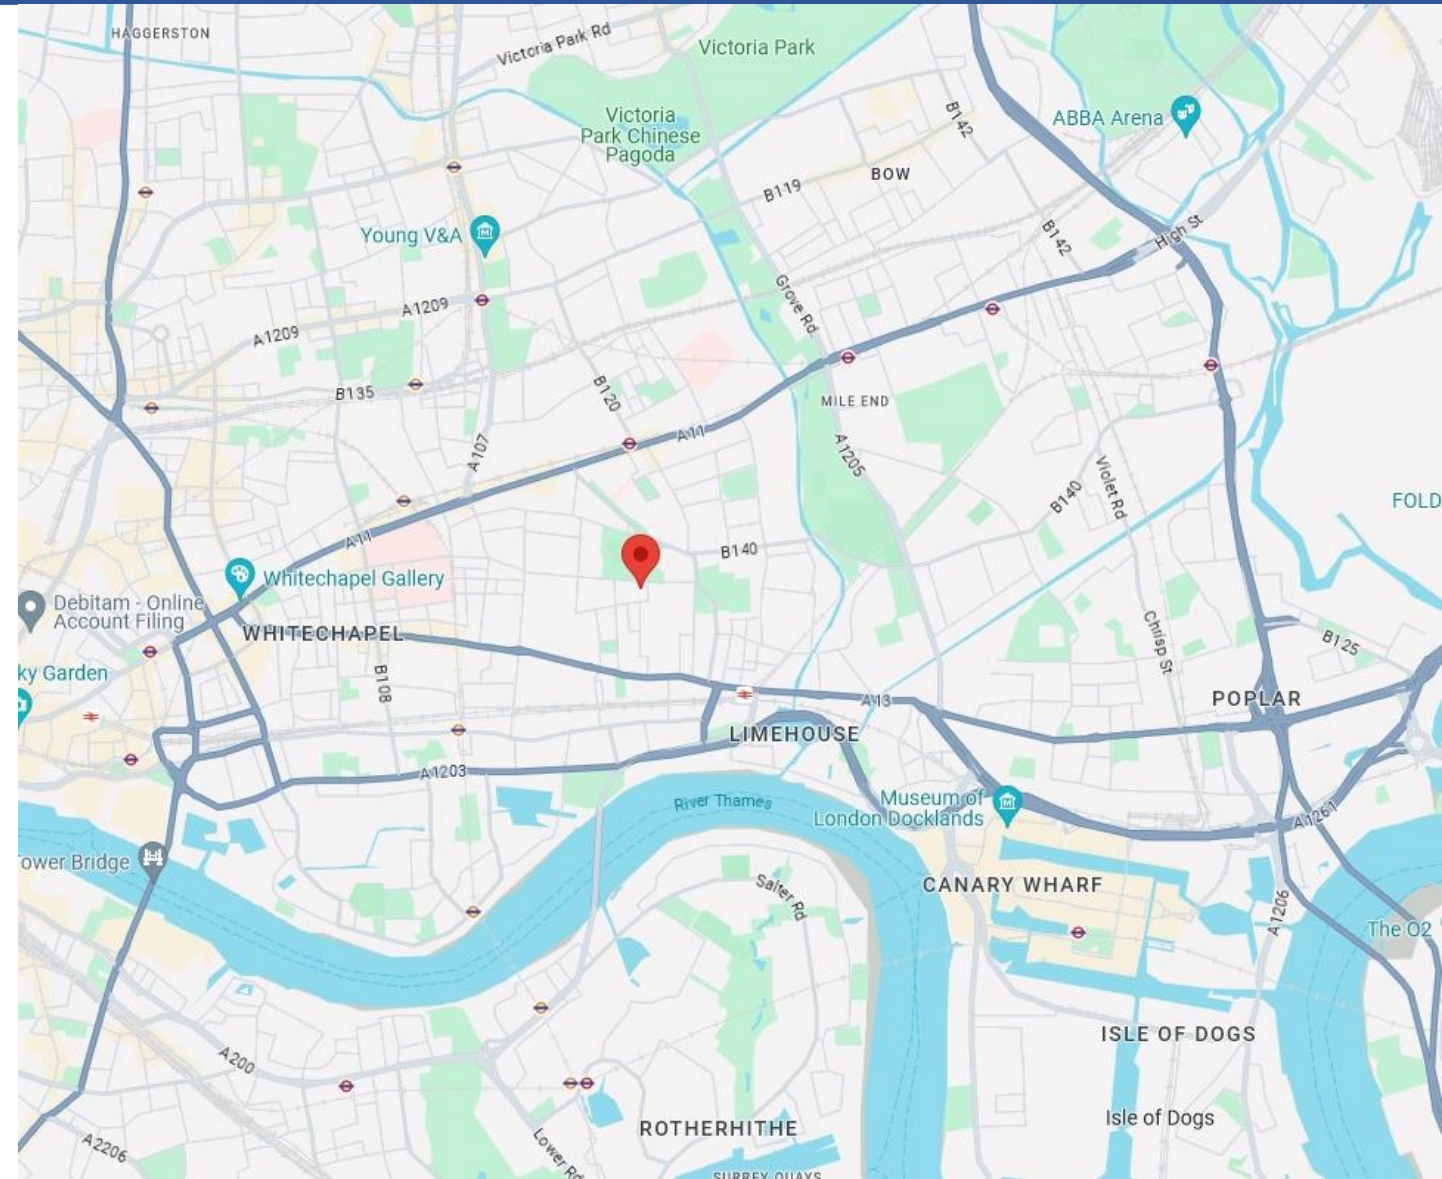 HAGGERSTON
Victoria Park Rd
Victoria Park
Victoria
Park Chinese
Pagoda
B142
ABBA Arena
BOW
B119
Young V&A
B142
High St
Grove Rd
A1209
A1209
B135
B120
MILE END
A107
A11
A1205
B140
Violet Rd
FOLD
A11
B140
Whitechapel Gallery
Debitam - Online
Account Filing
WHITECHAPEL
Chrisp St
B125
ky Garden
B108
A13
POPLAR
LIMEHOUSE
A1203
River Thames
Museum of
London Docklands
A1261
ower Bridge
Salter Rd
CANARY WHARF
A1206
The O2
ISLE OF DOGS
A200
Isle of Dogs
ROTHERHITHE
A2206
Lower Rd
SURREY QUAYS